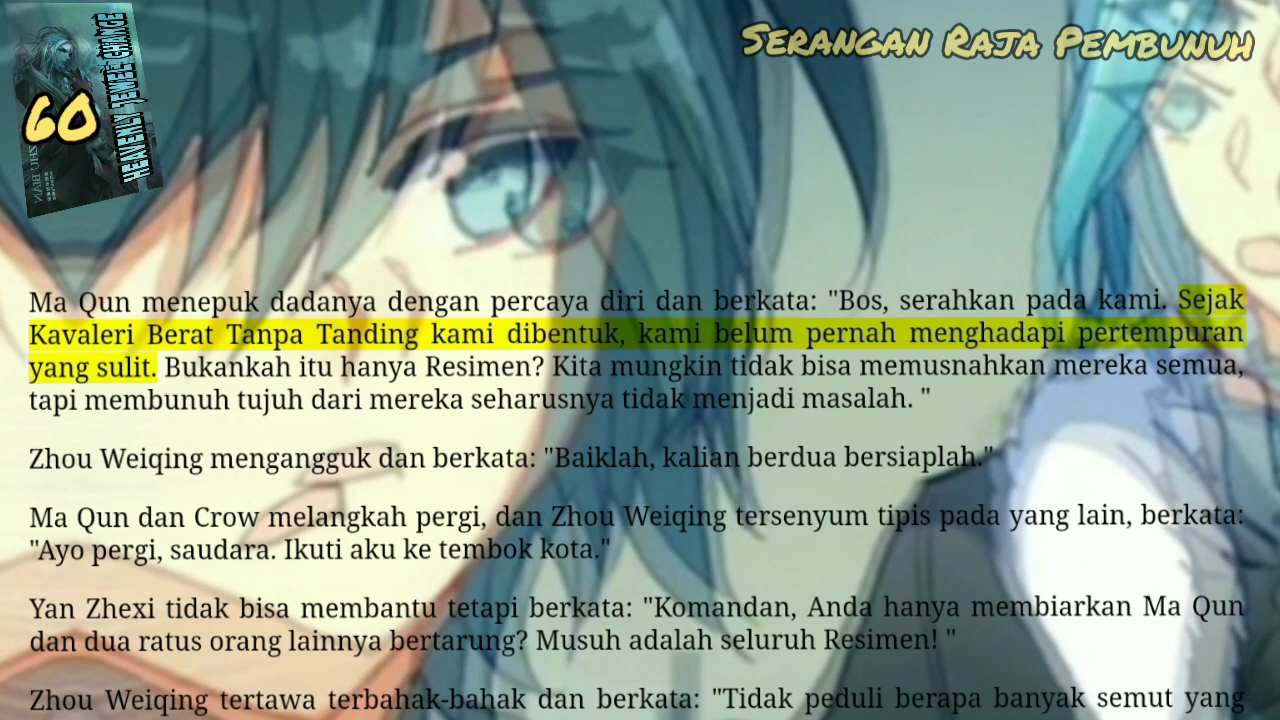 HEAVENLY JEWEL CHANGE
60
Serangan Raja Pembunuh
Ma Qun menepuk dadanya dengan percaya diri dan berkata: "Bos, serahkan pada kami. Sejak
Kavaleri Berat Tanpa Tanding kami dibentuk, kami belum pernah menghadapi pertempuran
yang sulit. Bukankah itu hanya Resimen? Kita mungkin tidak bisa memusnahkan mereka semua,
tapi membunuh tujuh dari mereka seharusnya tidak menjadi masalah. "
Zhou Weiqing mengangguk dan berkata: "Baiklah, kalian berdua bersiaplah."
Ma Qun dan Crow melangkah pergi, dan Zhou Weiqing tersenyum tipis pada yang lain, berkata:
"Ayo pergi, saudara. Ikuti aku ke tembok kota."
Yan Zhexi tidak bisa membantu tetapi berkata: "Komandan, Anda hanya membiarkan Ma Qun
dan dua ratus orang lainnya bertarung? Musuh adalah seluruh Resimen! "
Zhou Weiqing tertawa terbahak-bahak dan berkata: "Tidak peduli berapa banyak semut yang